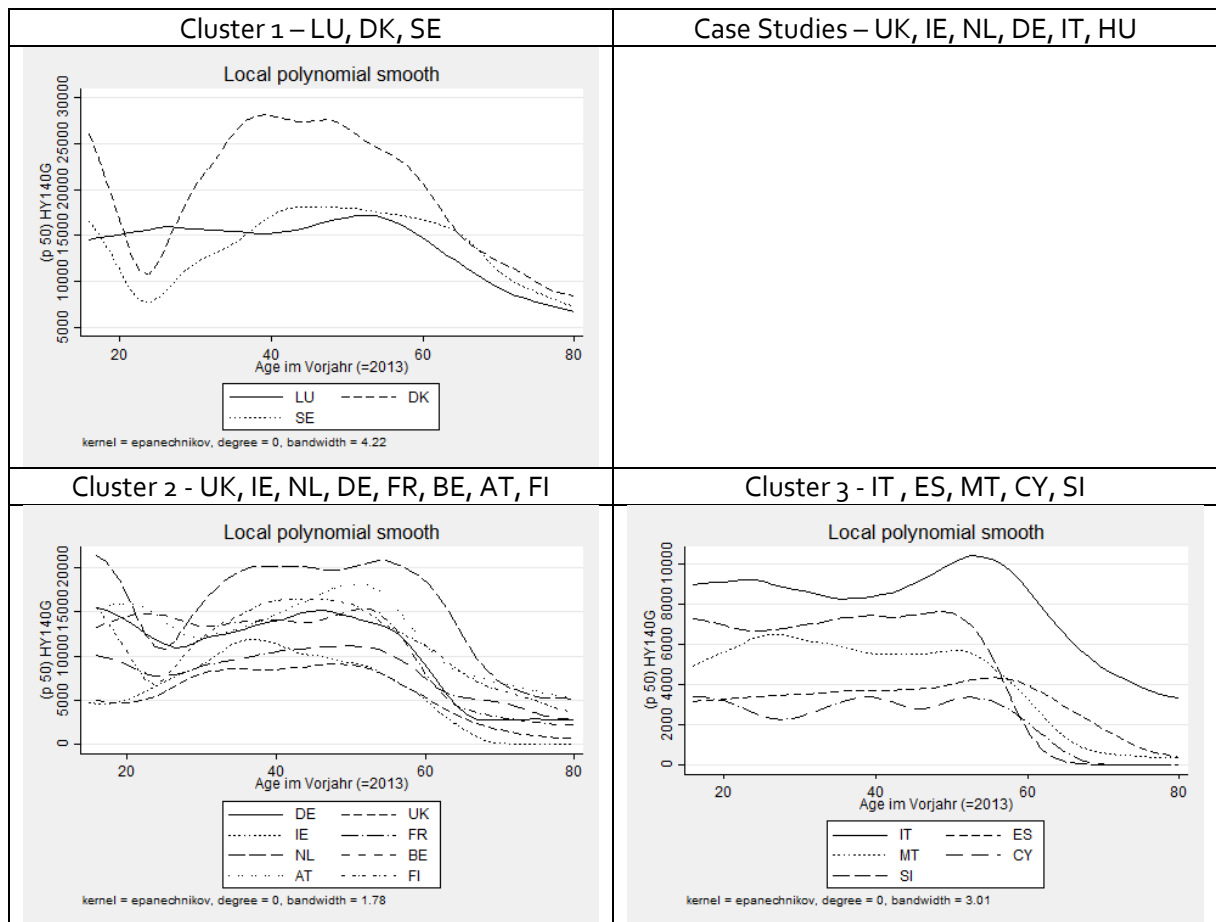 Cluster 1 – LU, DK, SE
Case Studies – UK, IE, NL, DE, IT, HU
Local polynomial smooth
(p 50) HY140G
30000
25000
20000
15000
10000
5000
20 40 60 80
Age im Vorjahr (=2013)
LU DK
SE
kernel = epanechnikov, degree = 0, bandwidth = 4.22
Cluster 2 - UK, IE, NL, DE, FR, BE, AT, FI
Cluster 3 - IT , ES, MT, CY, SI
Local polynomial smooth
(p 50) HY140G
20000
15000
10000
5000
0
20 40 60 80
Age im Vorjahr (=2013)
DE UK
IE FR
NL BE
AT FI
kernel = epanechnikov, degree = 0, bandwidth = 1.78
Local polynomial smooth
(p 50) HY140G
10000
8000
6000
4000
2000
0
20 40 60 80
Age im Vorjahr (=2013)
IT ES
MT CY
SI
kernel = epanechnikov, degree = 0, bandwidth = 3.01